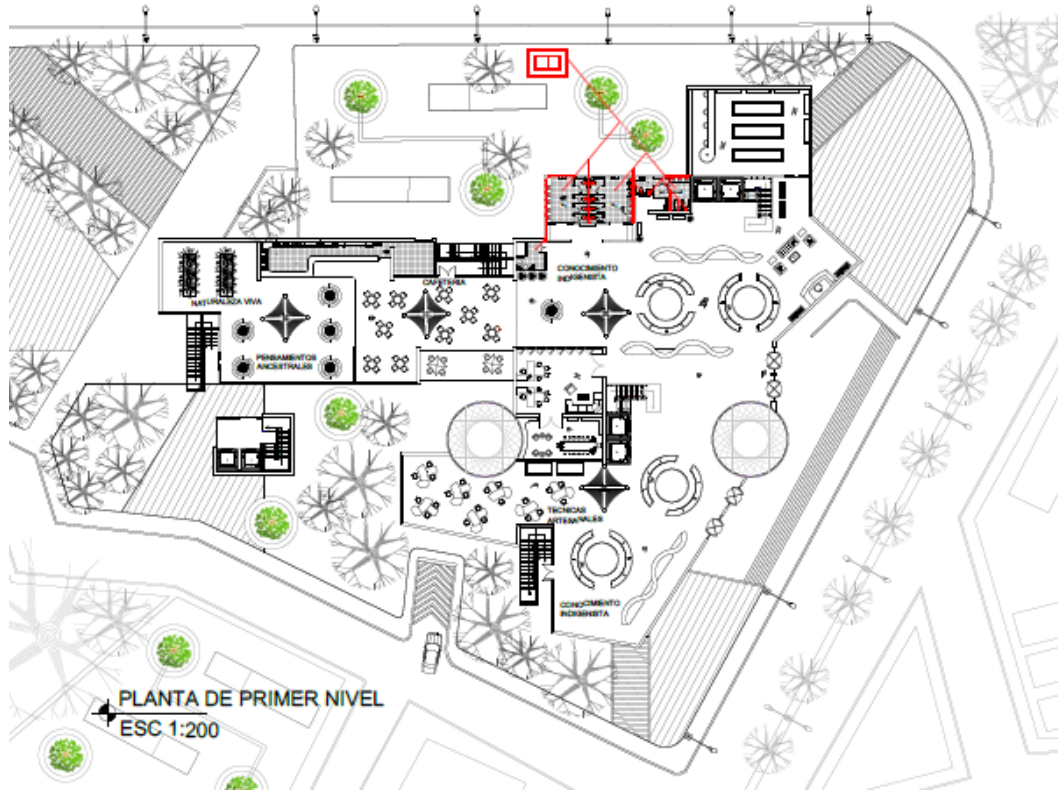 CONOCIMIENTO
INDIGENISTA
CAFETERIA
NATURALEZA VIVA
PENSAMIENTOS
ANCESTRALES
TECNICAS
ARTESANALES
CONOCIMIENTO
INDIGENISTA
PLANTA DE PRIMER NIVEL
ESC 1:200